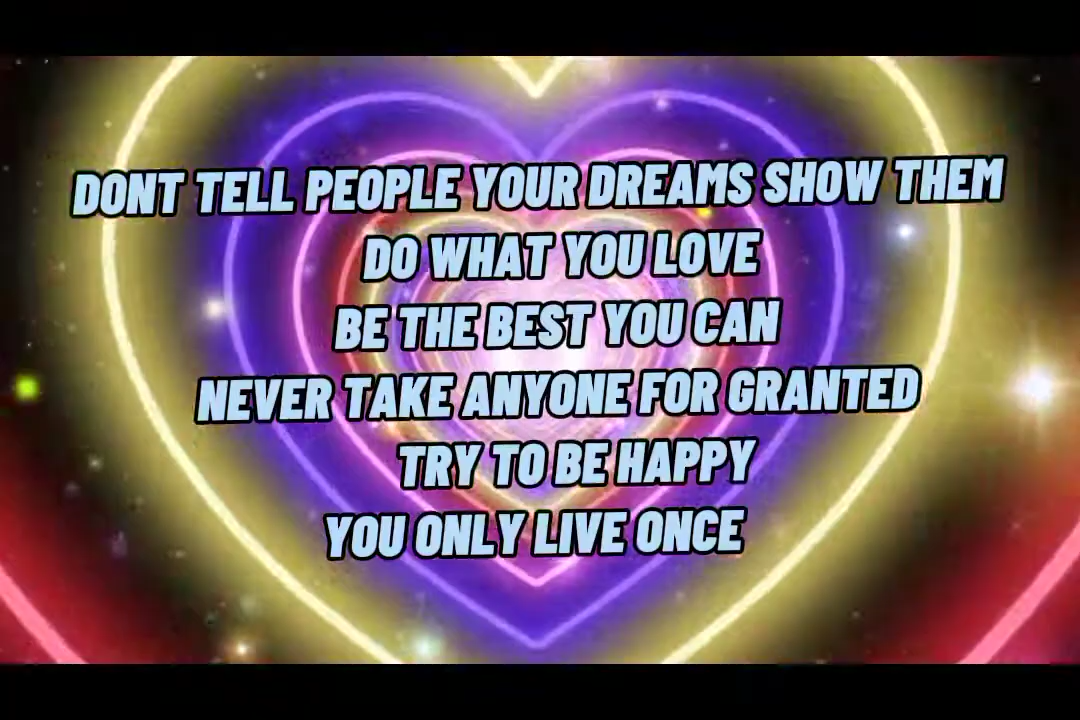 DONT TELL PEOPLE YOUR DREAMS SHOW THEM
DO WHAT YOU LOVE
BE THE BEST YOU CAN
NEVER TAKE ANYONE FOR GRANTED
TRY TO BE HAPPY
YOU ONLY LIVE ONCE